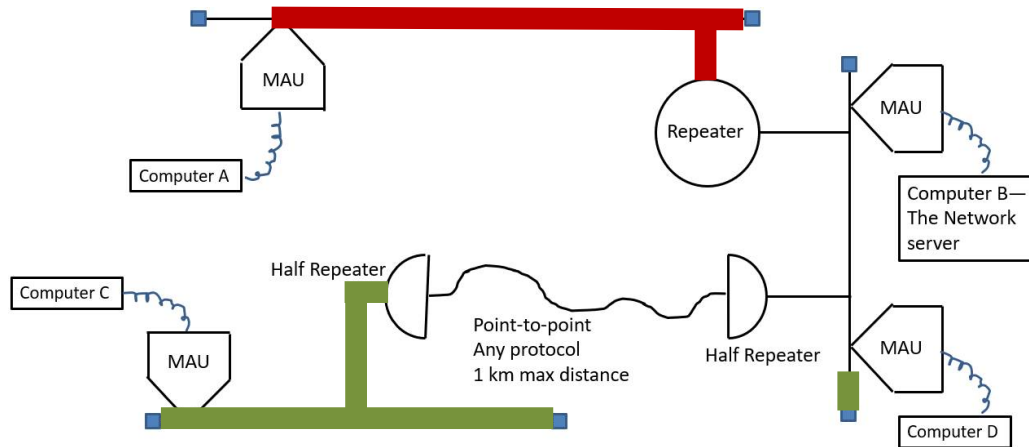 MAU
MAU
Repeater
Computer A
Computer B—
The Network
server
Half Repeater
Computer C
Point-to-point
Any protocol
1 km max distance
Half Repeater
MAU
MAU
Computer D